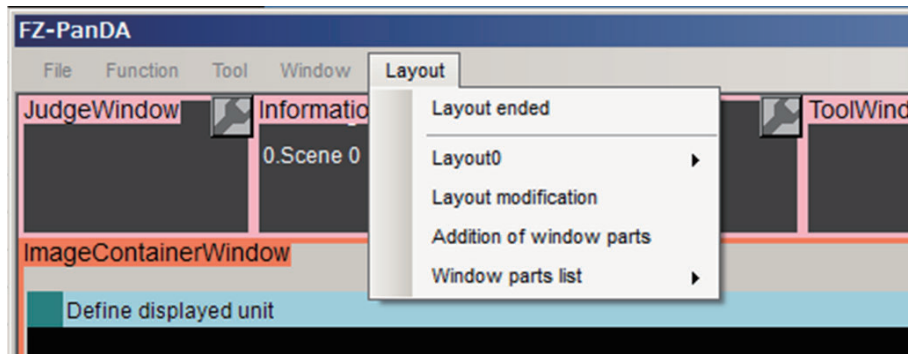 FZ-PanDA
File Function Tool Window Layout
JudgeWindow Informatio ToolWind
0.Scene 0
Layout ended
Layout0
Layout modification
Addition of window parts
Window parts list
ImageContainerWindow
Define displayed unit